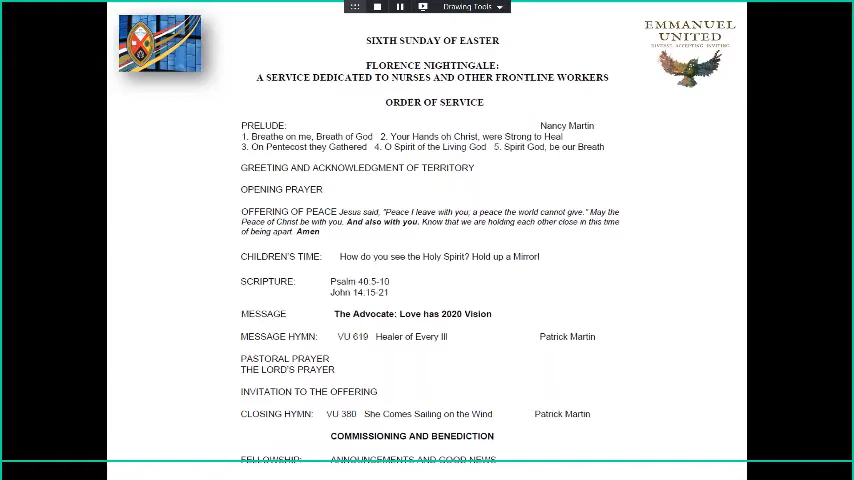 Drawing Tools
EMMANUEL
UNITED
DIVERSE. ACCEPTING. INVITING
SIXTH SUNDAY OF EASTER
FLORENCE NIGHTINGALE:
A SERVICE DEDICATED TO NURSES AND OTHER FRONTLINE WORKERS
ORDER OF SERVICE
PRELUDE: Nancy Martin
1. Breathe on me, Breath of God 2. Your Hands oh Christ, were Strong to Heal
3. On Pentecost they Gathered 4. O Spirit of the Living God 5. Spirit God, be our Breath
GREETING AND ACKNOWLEDGMENT OF TERRITORY
OPENING PRAYER
OFFERING OF PEACE Jesus said, "Peace I leave with you; a peace the world cannot give." May the
Peace of Christ be with you. And also with you. Know that we are holding each other close in this time
of being apart. Amen
CHILDREN'S TIME: How do you see the Holy Spirit? Hold up a Mirror!
SCRIPTURE: Psalm 40:5-10
John 14:15-21
MESSAGE The Advocate: Love has 2020 Vision
MESSAGE HYMN: VU 619 Healer of Every Ill Patrick Martin
PASTORAL PRAYER
THE LORD'S PRAYER
INVITATION TO THE OFFERING
CLOSING HYMN: VU 380 She Comes Sailing on the Wind Patrick Martin
COMMISSIONING AND BENEDICTION
FELLOWSHIP: ANNOUNCEMENTS AND GOOD NEWS